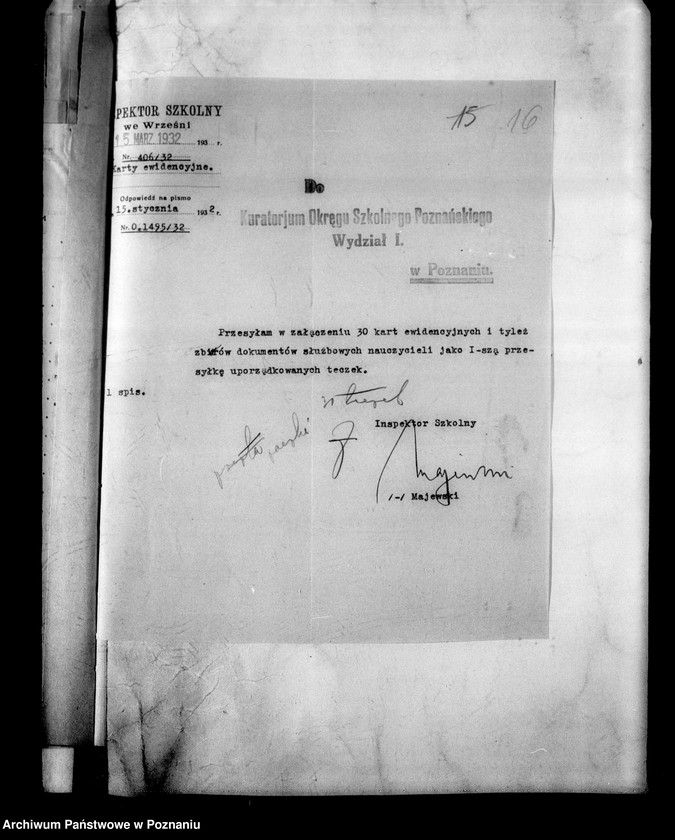 15 16
PEKTOR SZKOLNY
we Wrześni
15 MARZ 1932 193 r.
Nr. 406/32
Karty ewidencyjne.
Odpowiedź na pismo
15.stycznia 1932 r.
Nr. O.1495/32
Do
Kuratorjum Okręgu Szkolnego Poznańskiego
Wydział I.
w Poznaniu.
Przesyłam w załączeniu 30 kart ewidencyjnych i tyleż
zbiorów dokumentów służbowych nauczycieli jako I-szą prze-
syłkę uporządkowanych teczek.
1 spis.
Inspektor Szkolny
/-/ Majewski
Archiwum Państwowe w Poznaniu